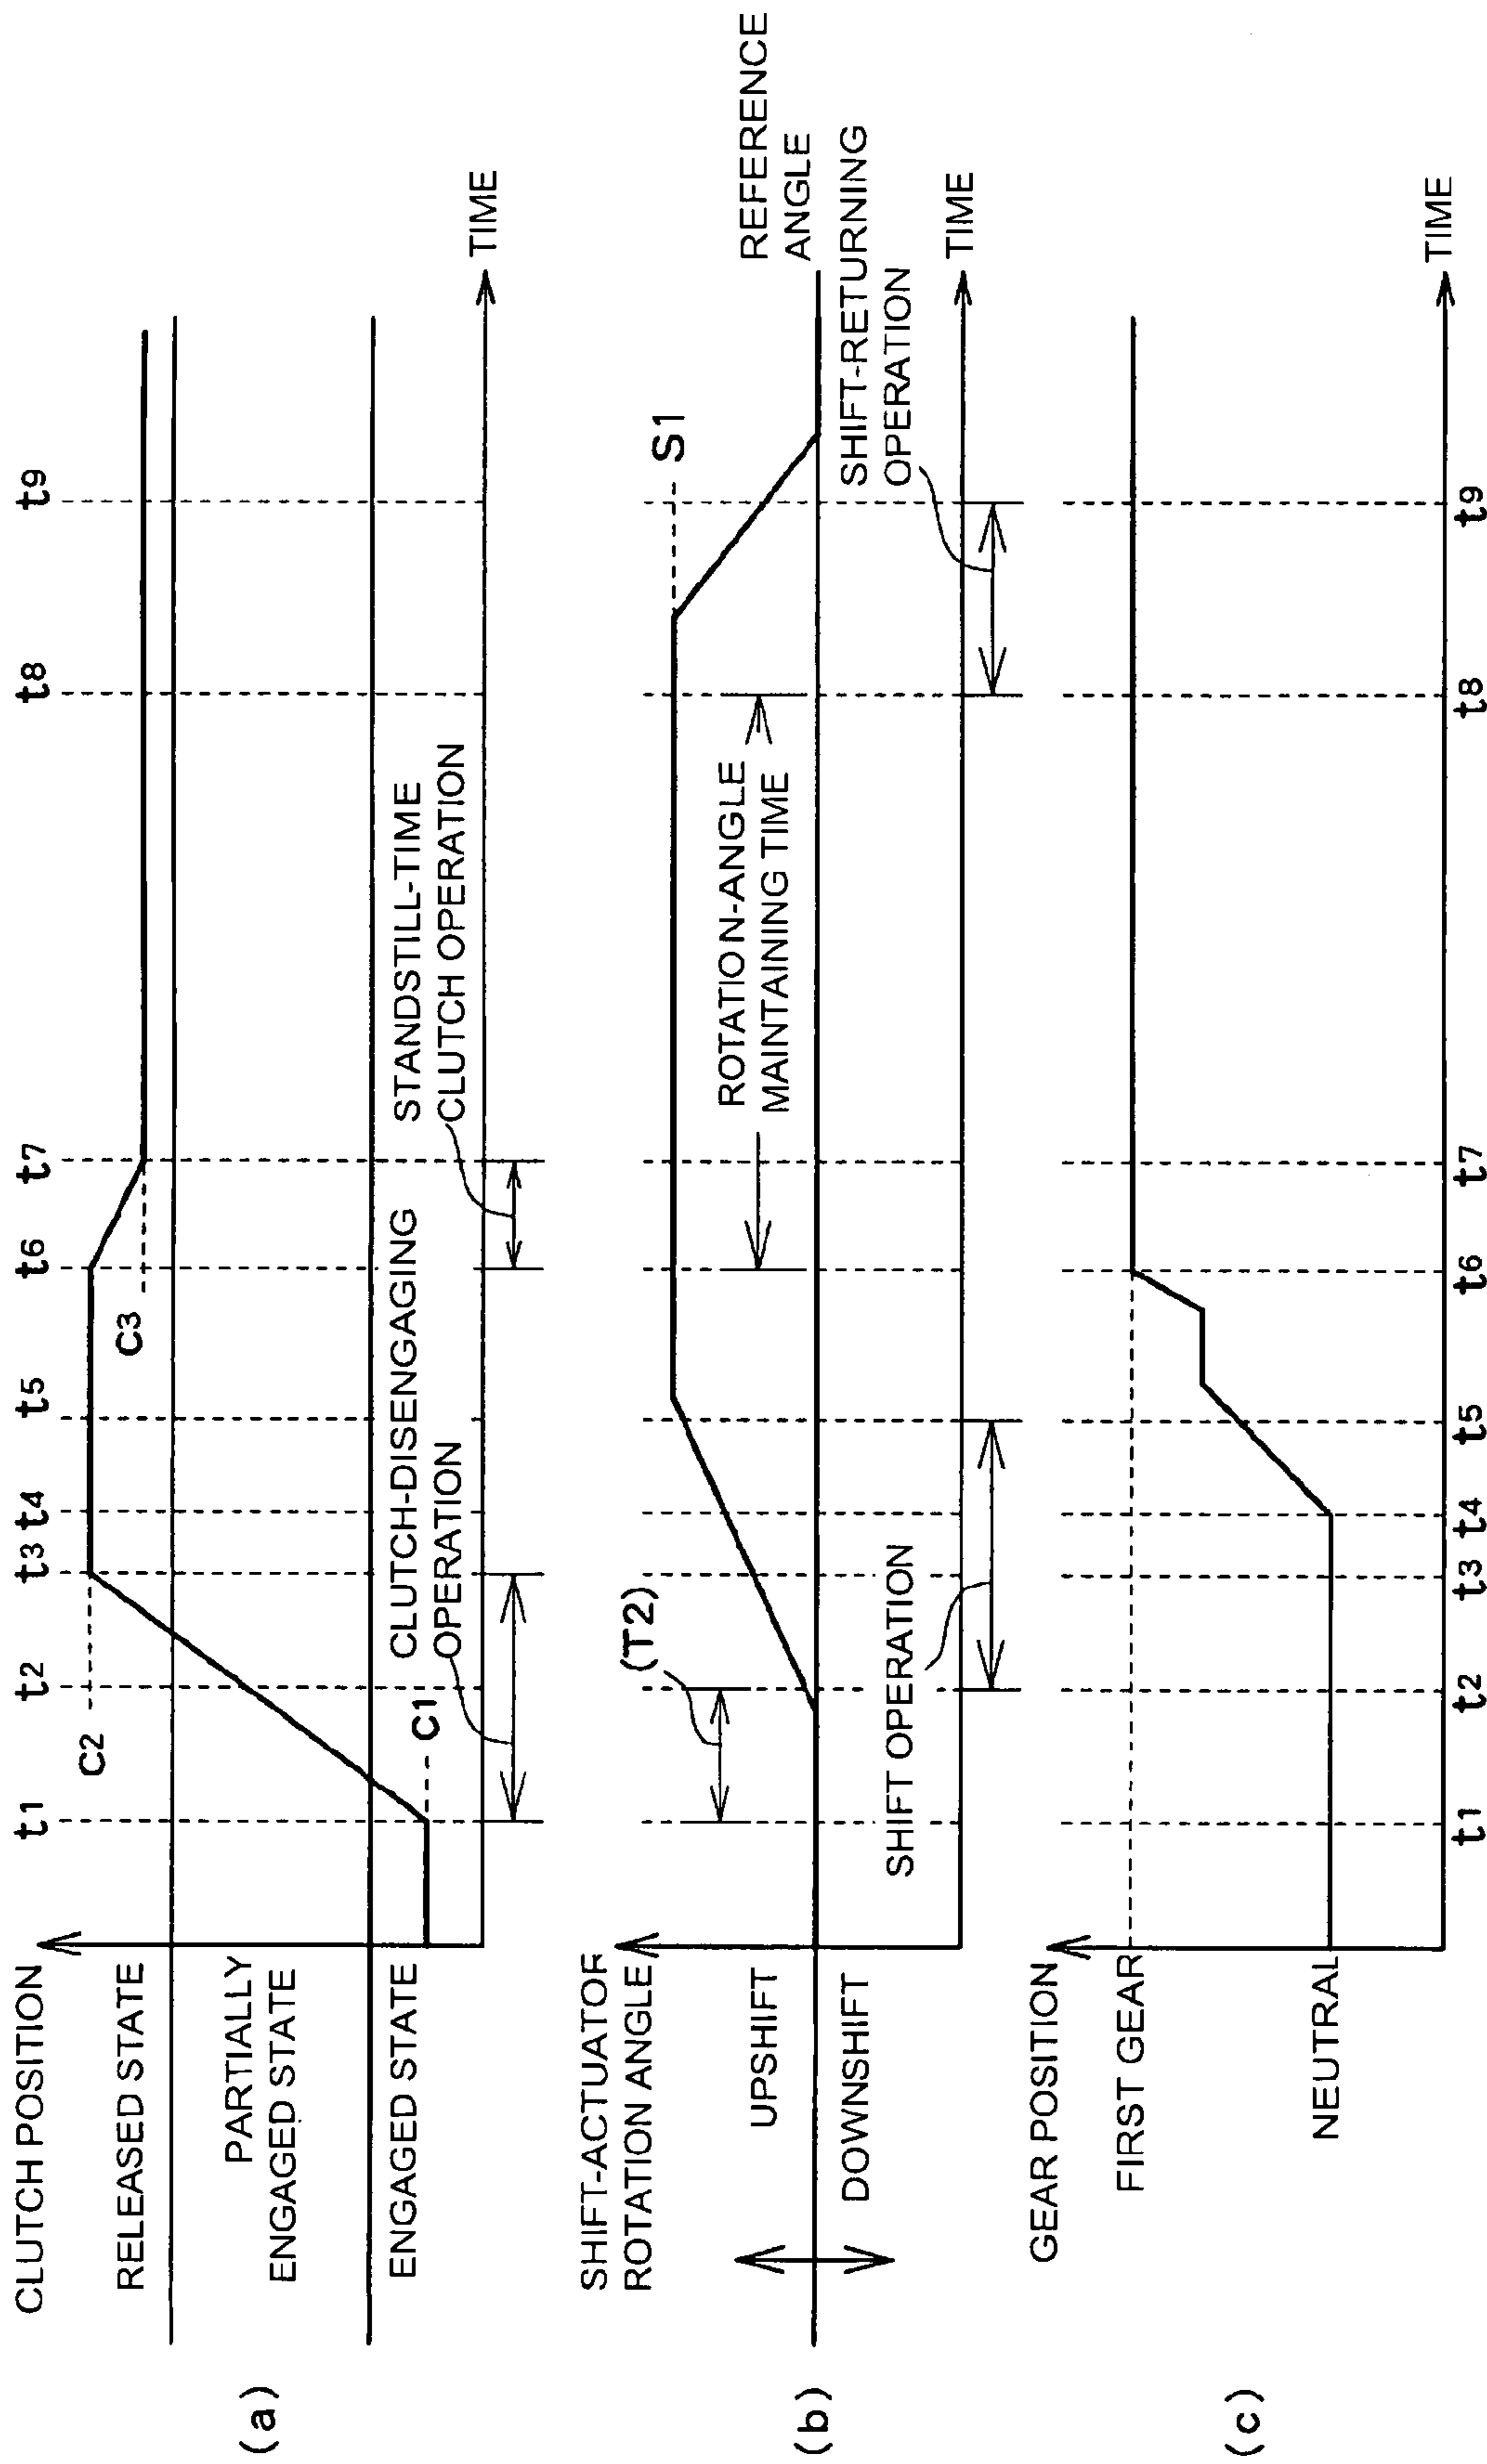 (a)
CLUTCH POSITION
RELEASED STATE
PARTIALLY
ENGAGED STATE
ENGAGED STATE
t1
t2
t3
t4
t5
t6
t7
t8
t9
C2
C1
C3
CLUTCH-DISENGAGING
OPERATION
STANDSTILL-TIME
CLUTCH OPERATION
TIME
(b)
SHIFT-ACTUATOR
ROTATION ANGLE
UPSHIFT
DOWNSHIFT
(T2)
SHIFT OPERATION
ROTATION-ANGLE
MAINTAINING TIME
S1
REFERENCE
ANGLE
SHIFT-RETURNING
OPERATION
TIME
(c)
GEAR POSITION
FIRST GEAR
NEUTRAL
TIME
t1
t2
t3
t4
t5
t6
t7
t8
t9